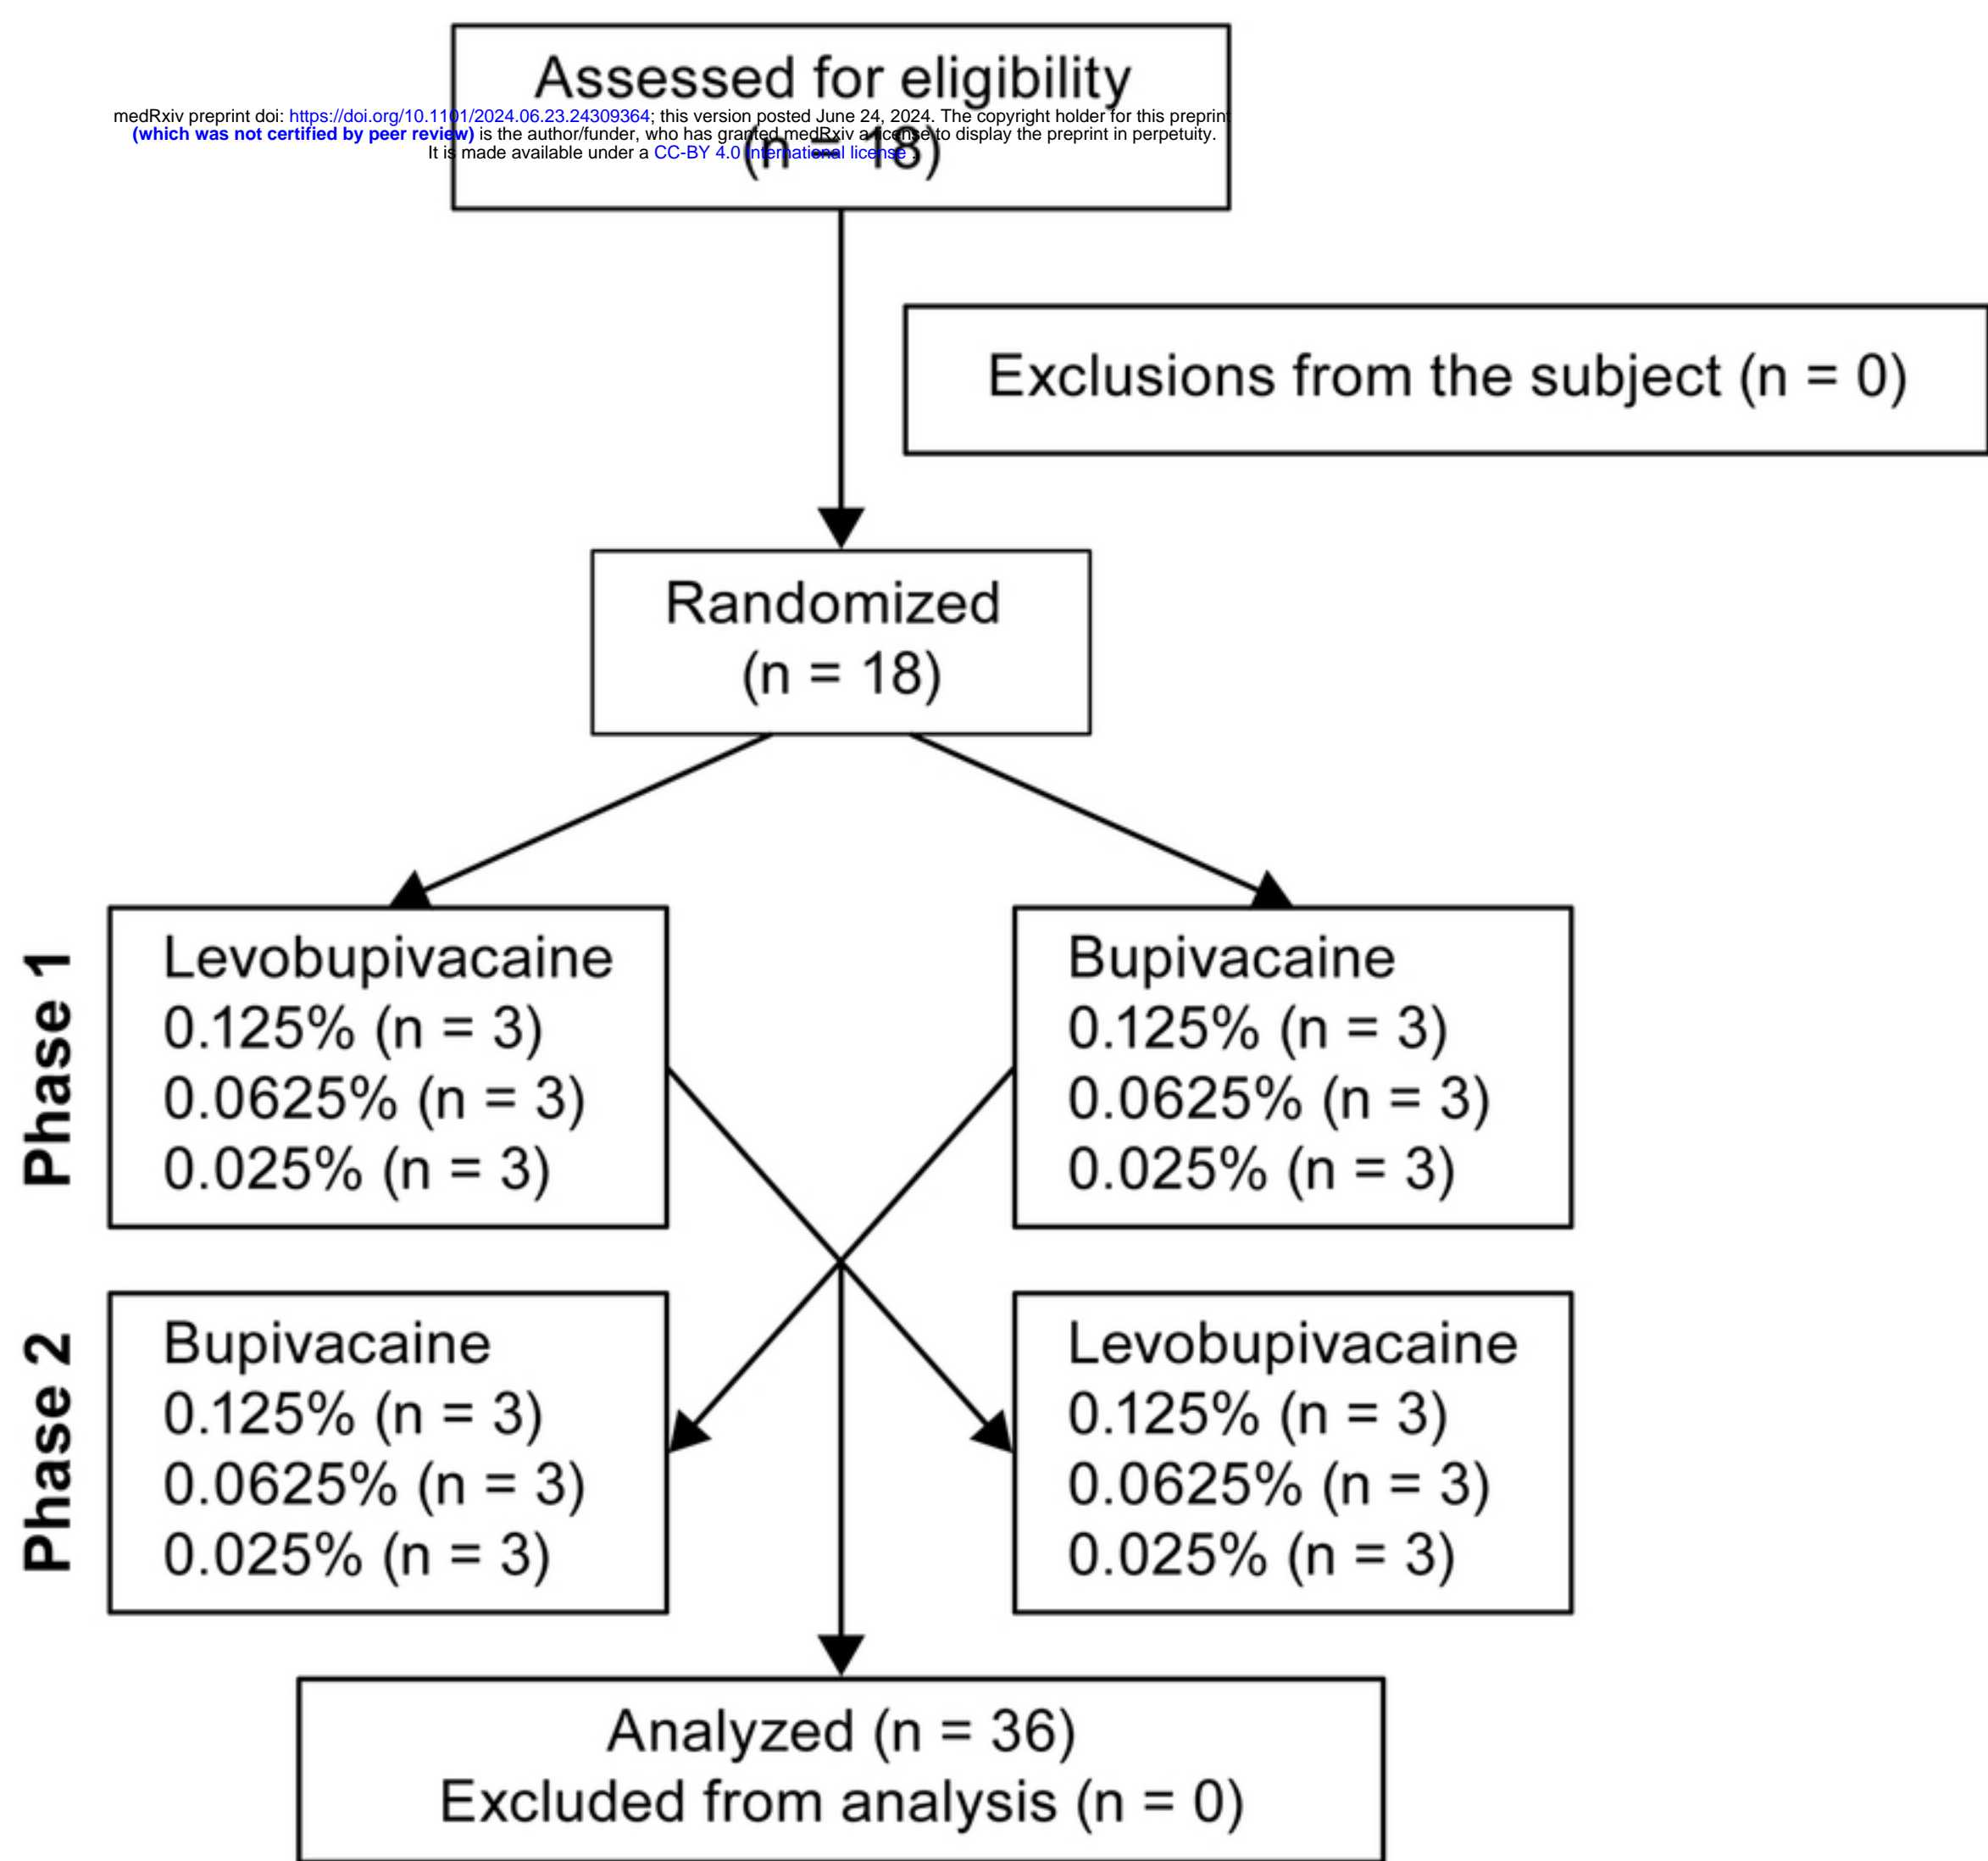 Assessed for eligibility
(n = 18)
medRxiv preprint doi: https://doi.org/10.1101/2024.06.23.24309364; this version posted June 24, 2024. The copyright holder for this preprint
(which was not certified by peer review) is the author/funder, who has granted medRxiv a license to display the preprint in perpetuity.
It is made available under a CC-BY 4.0 International license .
Exclusions from the subject (n = 0)
Randomized
(n = 18)
Phase 1
Levobupivacaine
0.125% (n = 3)
0.0625% (n = 3)
0.025% (n = 3)
Bupivacaine
0.125% (n = 3)
0.0625% (n = 3)
0.025% (n = 3)
Phase 2
Bupivacaine
0.125% (n = 3)
0.0625% (n = 3)
0.025% (n = 3)
Levobupivacaine
0.125% (n = 3)
0.0625% (n = 3)
0.025% (n = 3)
Analyzed (n = 36)
Excluded from analysis (n = 0)